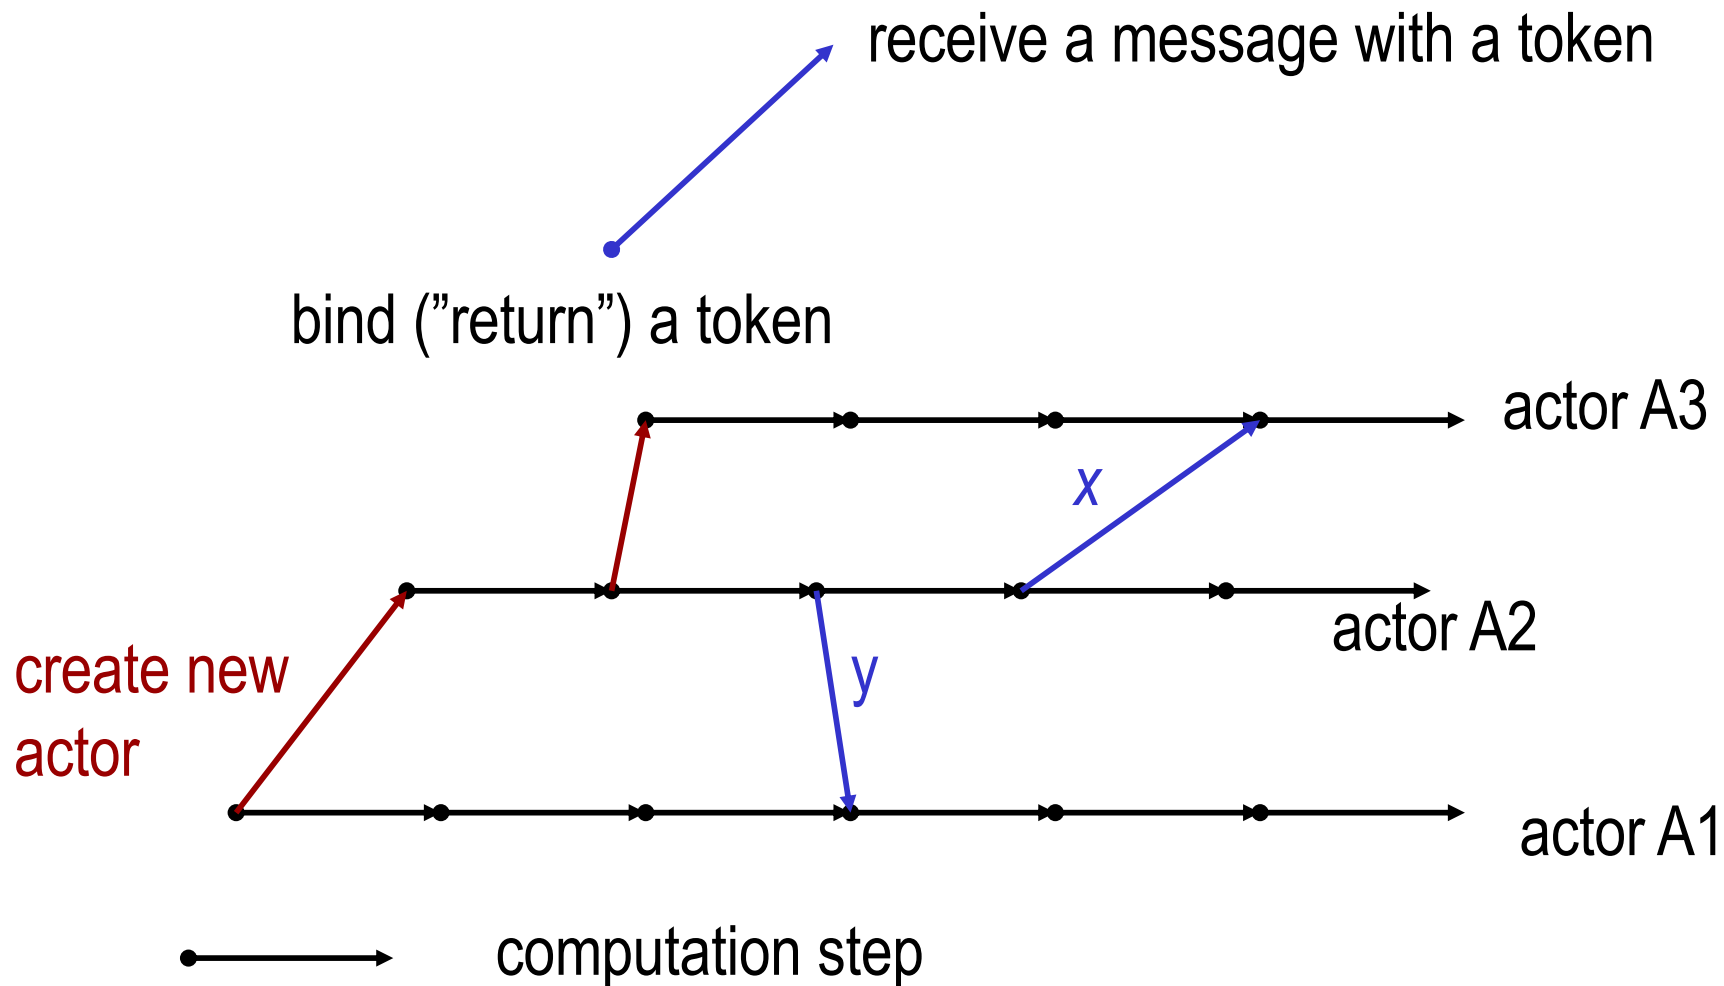 receive a message with a token
bind (”return”) a token
actor A3
x
actor A2
create new
y
actor
actor A1
computation step